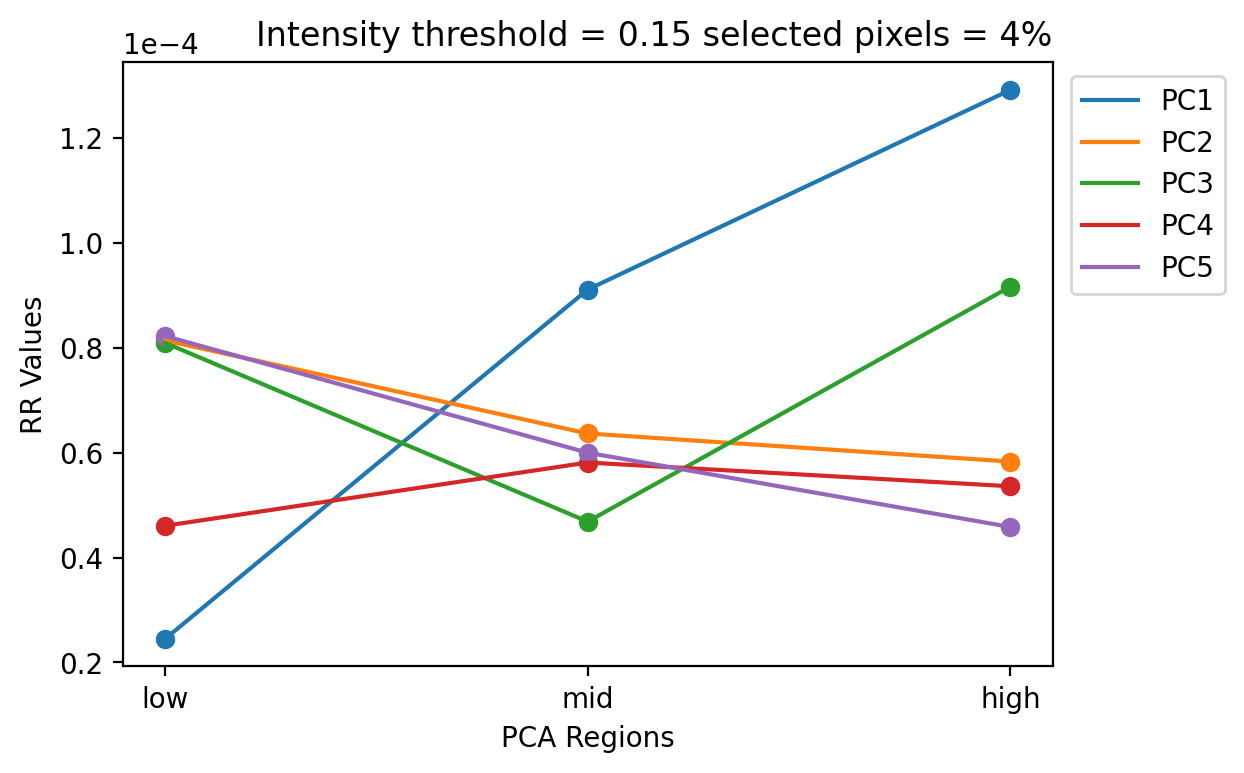 Intensity threshold = 0.15 selected pixels = 4%
1e−4
1.2
1.0
0.8
0.6
0.4
0.2
RR Values
low mid high
PCA Regions
PC1
PC2
PC3
PC4
PC5